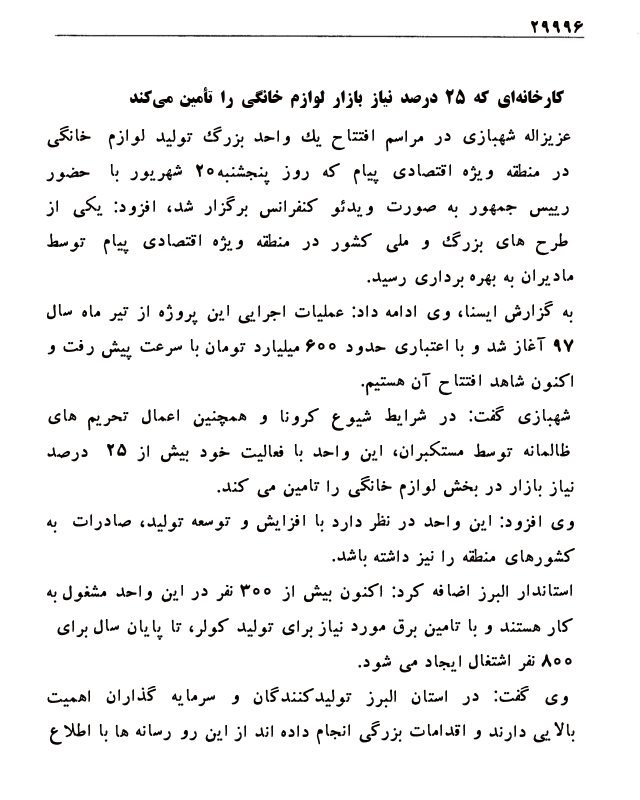 ۲۹۹۹۶
کارخانه‌ای که ۲۵ درصد نیاز بازار لوازم خانگی را تأمین می‌کند
عزیزاله شهبازی در مراسم افتتاح یك واحد بزرگ تولید لوازم خانگی
در منطقه ویژه اقتصادی پیام که روز پنجشنبه۲۰ شهریور با حضور
رییس جمهور به صورت ویدئو کنفرانس برگزار شد، افزود: یکی از
طرح های بزرگ و ملی کشور در منطقه ویژه اقتصادی پیام توسط
مادیران به بهره برداری رسید.
به گزارش ایسنا، وی ادامه داد: عملیات اجرایی این پروژه از تیر ماه سال
۹۷ آغاز شد و با اعتباری حدود ۶۰۰ میلیارد تومان با سرعت پیش رفت و
اکنون شاهد افتتاح آن هستیم.
شهبازی گفت: در شرایط شیوع کرونا و همچنین اعمال تحریم های
ظالمانه توسط مستکبران، این واحد با فعالیت خود بیش از ۲۵ درصد
نیاز بازار در بخش لوازم خانگی را تامین می کند.
وی افزود: این واحد در نظر دارد با افزایش و توسعه تولید، صادرات به
کشورهای منطقه را نیز داشته باشد.
استاندار البرز اضافه کرد: اکنون بیش از ۳۰۰ نفر در این واحد مشغول به
کار هستند و با تامین برق مورد نیاز برای تولید کولر، تا پایان سال برای
۸۰۰ نفر اشتغال ایجاد می شود.
وی گفت: در استان البرز تولیدکنندگان و سرمایه گذاران اهمیت
بالایی دارند و اقدامات بزرگی انجام داده اند از این رو رسانه ها با اطلاع